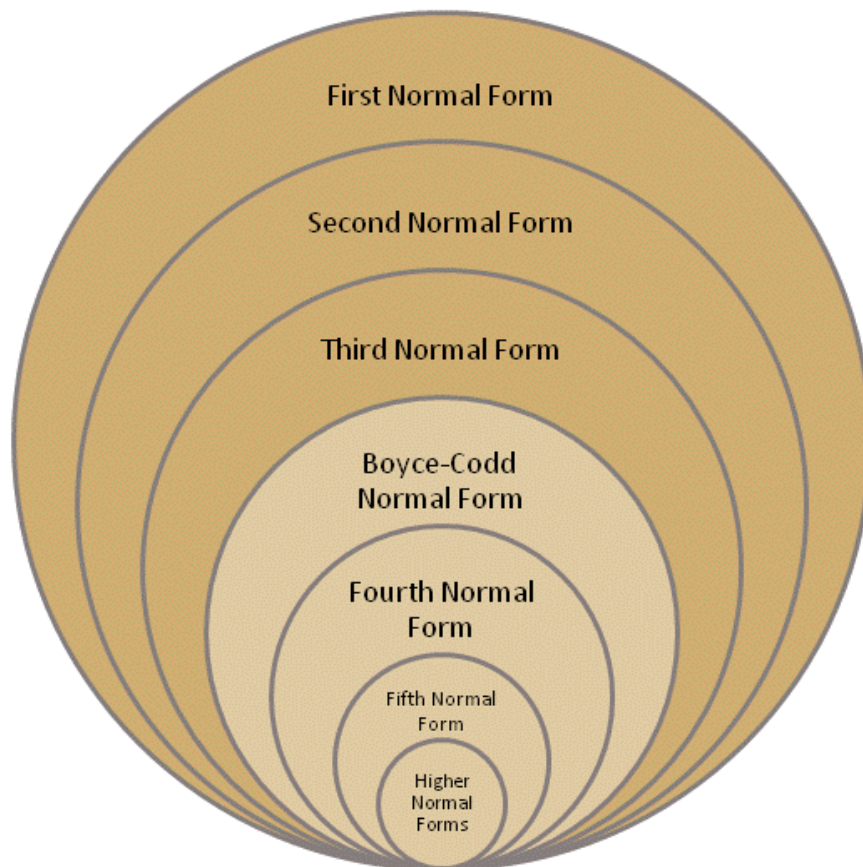 First Normal Form
Second Normal Form
Third Normal Form
Boyce-Codd
Normal Form
Fourth Normal
Form
Fifth Normal
Form
Higher
Normal
Forms